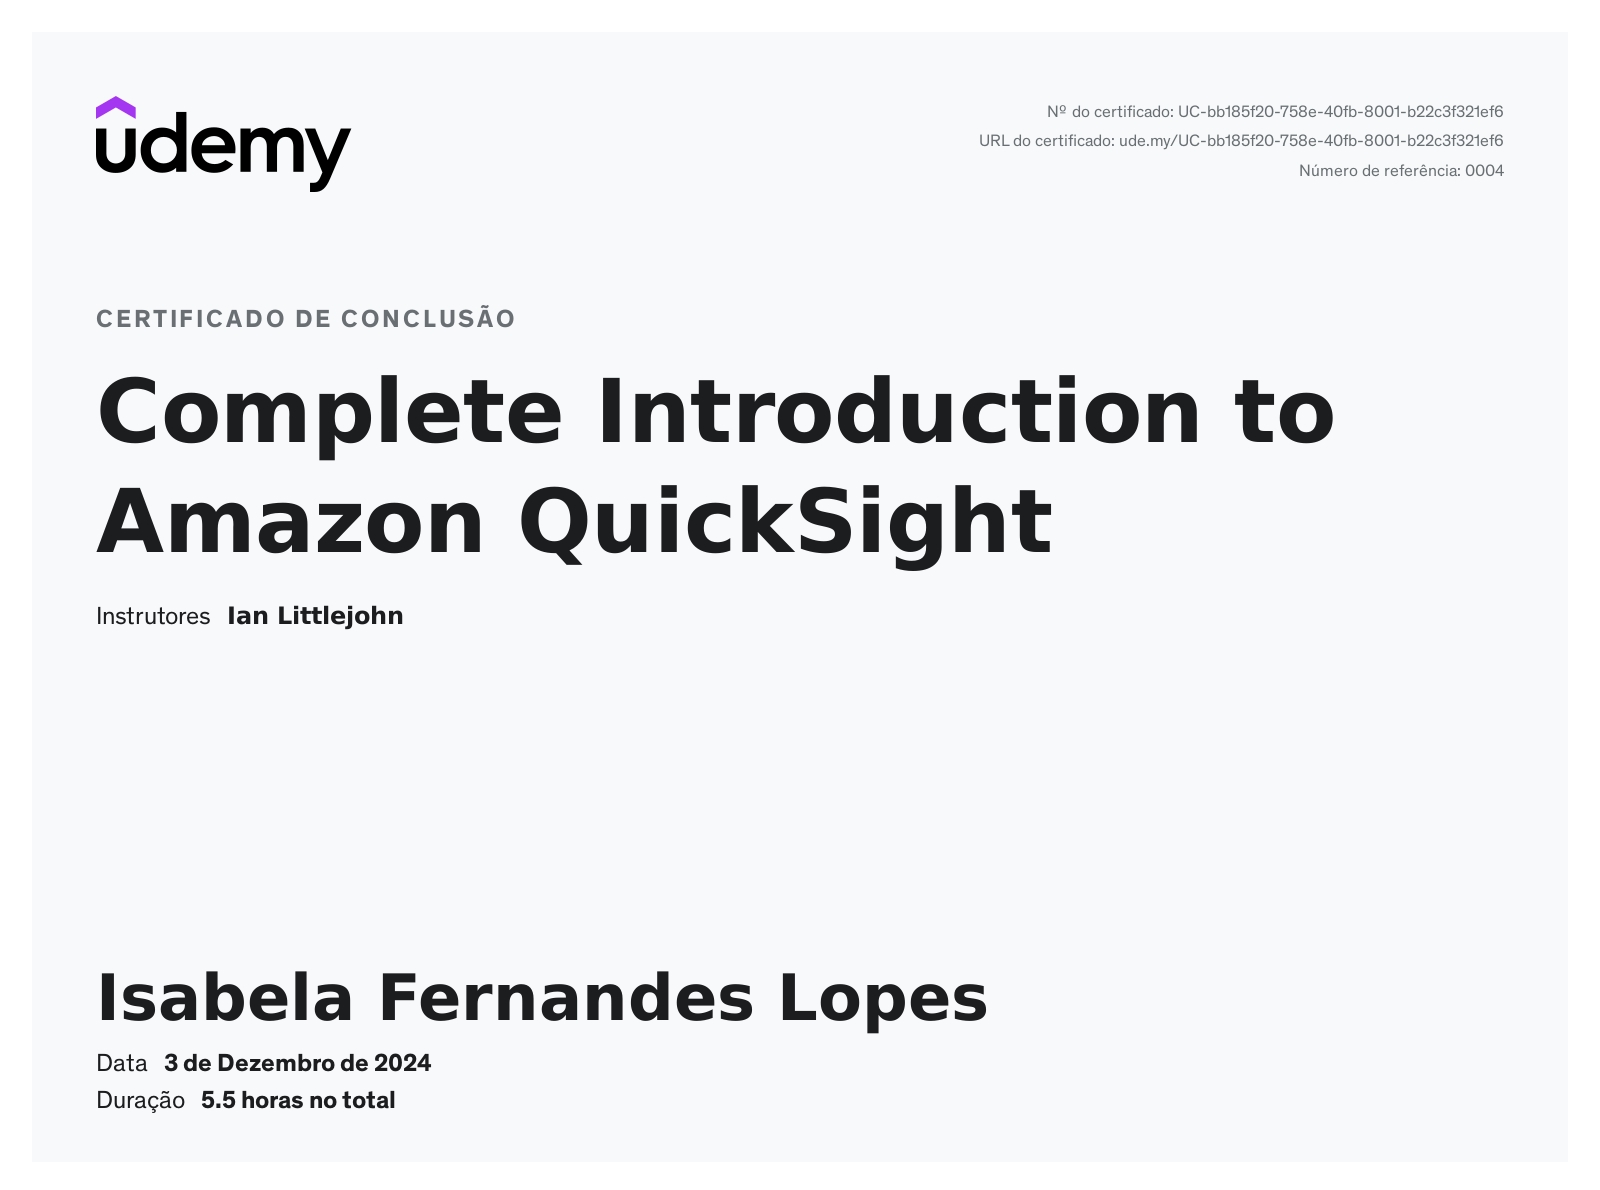 udemy
Nº do certificado: UC-bb185f20-758e-40fb-8001-b22c3f321ef6
URL do certificado: ude.my/UC-bb185f20-758e-40fb-8001-b22c3f321ef6
Número de referência: 0004
CERTIFICADO DE CONCLUSÃO
Complete Introduction to
Amazon QuickSight
Instrutores Ian Littlejohn
Isabela Fernandes Lopes
Data 3 de Dezembro de 2024
Duração 5.5 horas no total